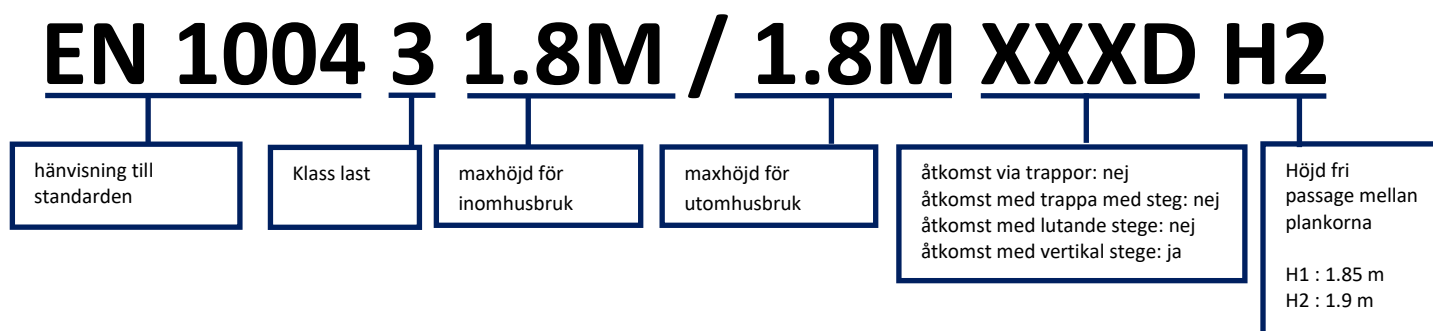 EN 1004 3 1.8M / 1.8M XXXD H2
hänvisning till
standarden
Klass last
maxhöjd för
inomhusbruk
maxhöjd för
utomhusbruk
åtkomst via trappor: nej
åtkomst med trappa med steg: nej
åtkomst med lutande stege: nej
åtkomst med vertikal stege: ja
Höjd fri
passage mellan
plankorna
H1 : 1.85 m
H2 : 1.9 m